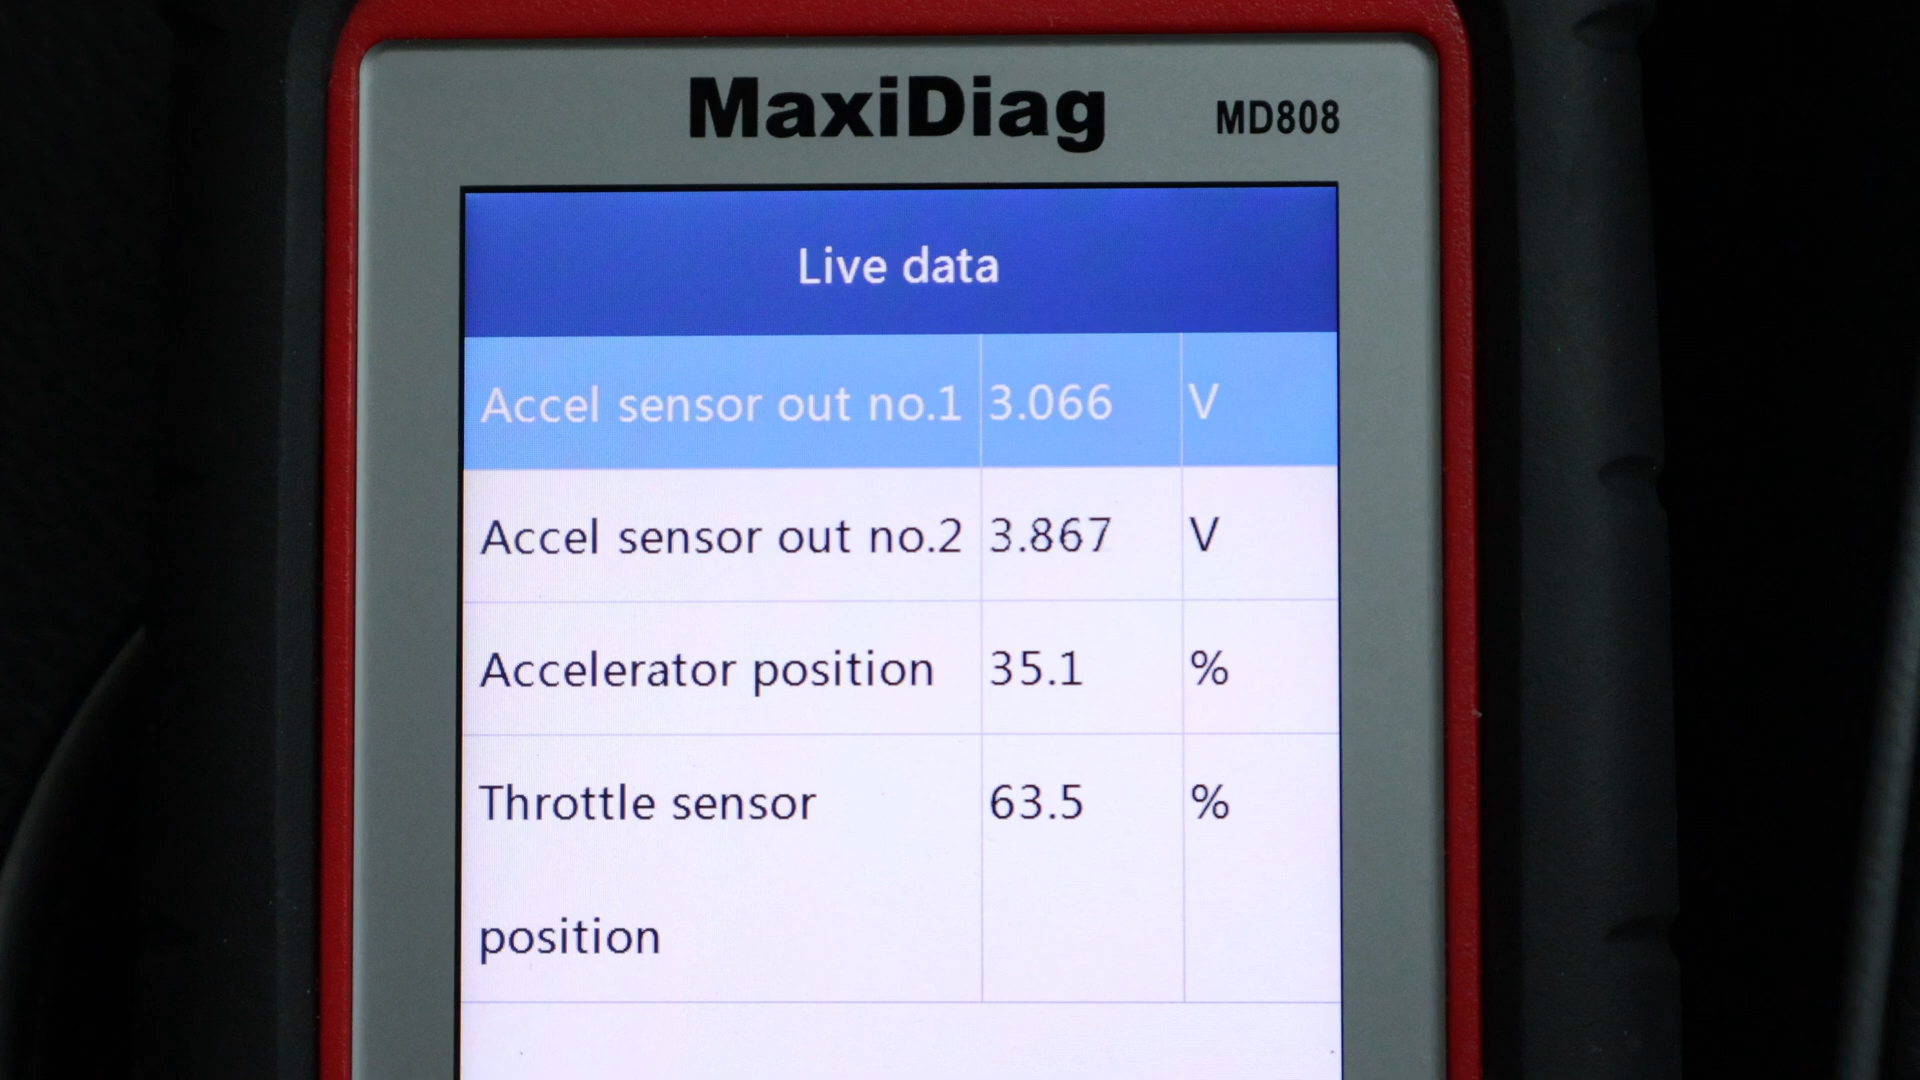 MaxiDiag MD808
Live data
Accel sensor out no.1 3.066 V
Accel sensor out no.2 3.867 V
Accelerator position 35.1 %
Throttle sensor 63.5 %
position